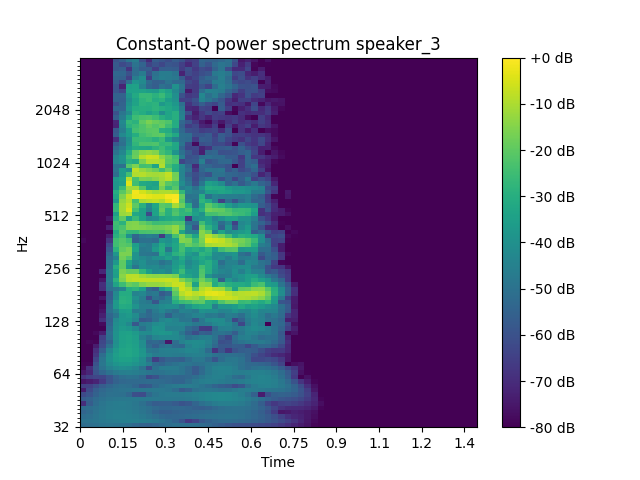 Constant-Q power spectrum speaker_3
Hz
2048
1024
512
256
128
64
32
0 0.15 0.3 0.45 0.6 0.75 0.9 1.1 1.2 1.4
Time
+0 dB
-10 dB
-20 dB
-30 dB
-40 dB
-50 dB
-60 dB
-70 dB
-80 dB